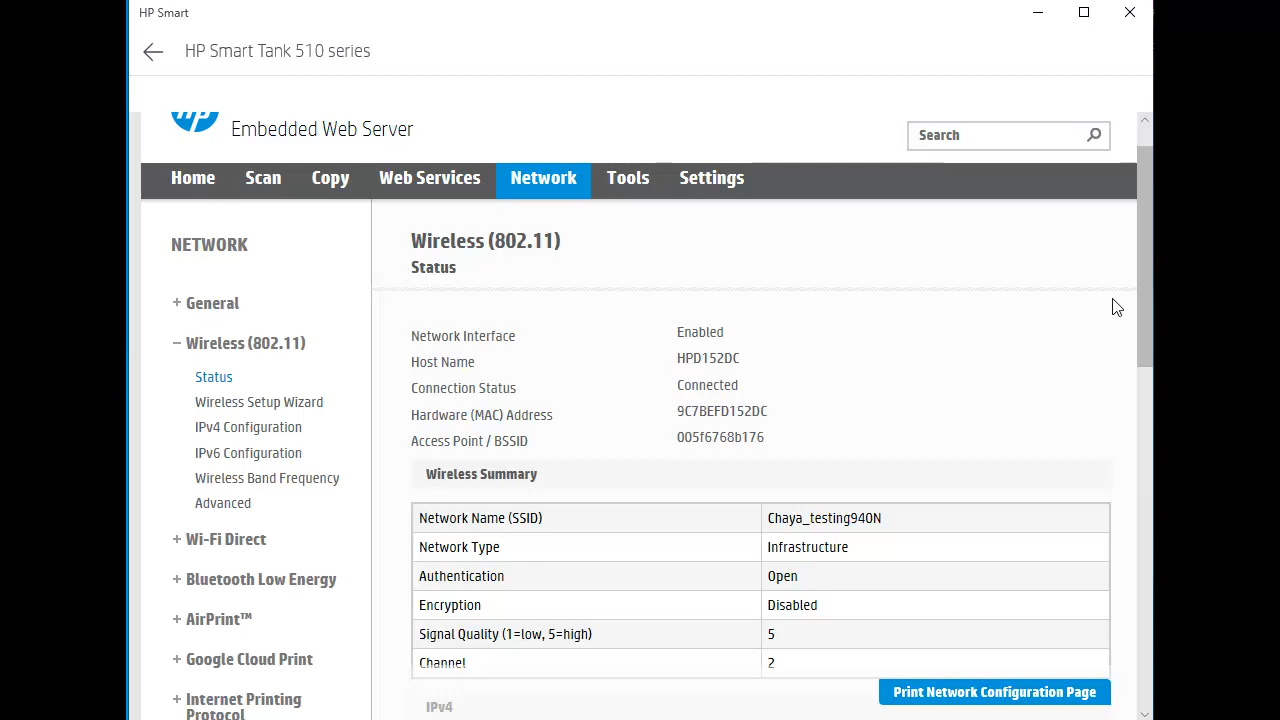 HP Smart
HP Smart Tank 510 series
hp
Embedded Web Server
Search
Home Scan Copy Web Services Network Tools Settings
NETWORK
+ General
− Wireless (802.11)
Status
Wireless Setup Wizard
IPv4 Configuration
IPv6 Configuration
Wireless Band Frequency
Advanced
+ Wi-Fi Direct
+ Bluetooth Low Energy
+ AirPrint™
+ Google Cloud Print
+ Internet Printing
Protocol
Wireless (802.11)
Status
Network Interface Enabled
Host Name HPD152DC
Connection Status Connected
Hardware (MAC) Address 9C7BEFD152DC
Access Point / BSSID 005f6768b176
Wireless Summary
Network Name (SSID) Chaya_testing940N
Network Type Infrastructure
Authentication Open
Encryption Disabled
Signal Quality (1=low, 5=high) 5
Channel 2
Print Network Configuration Page
IPv4